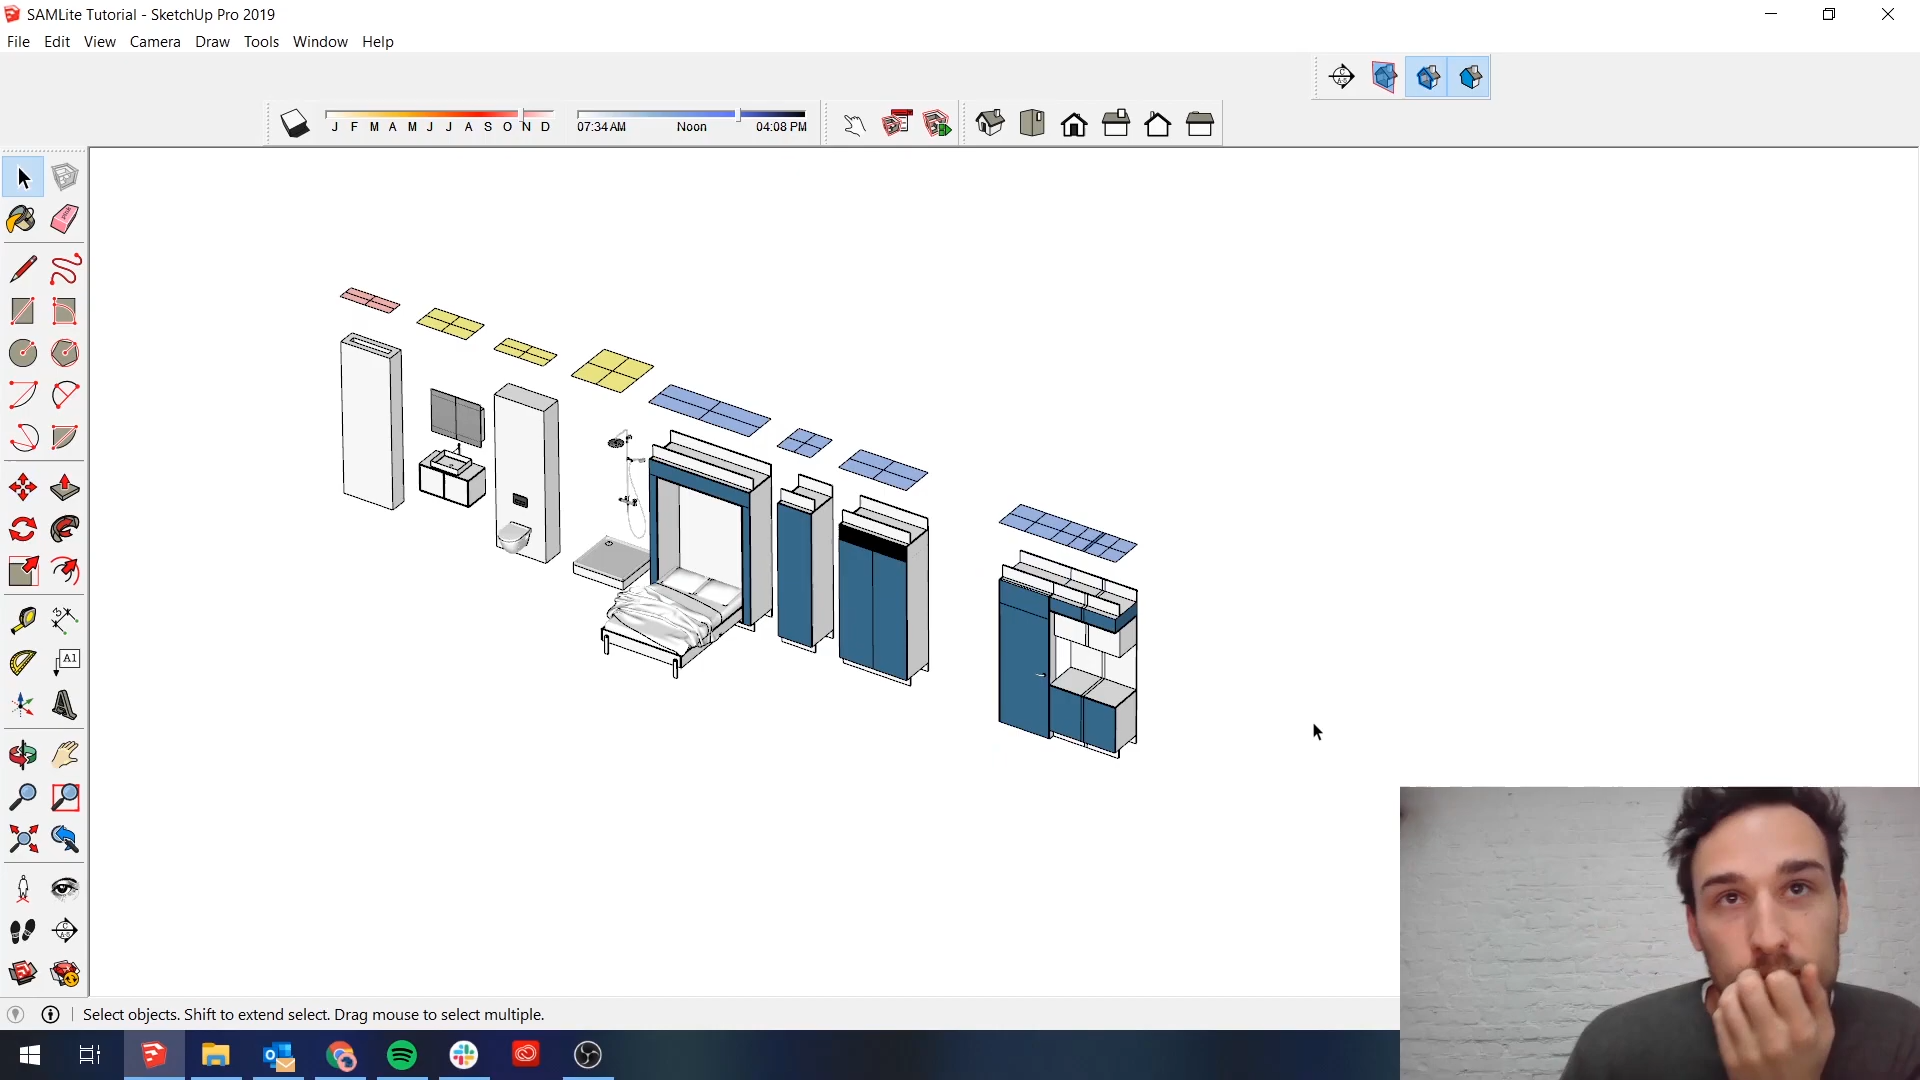 SAMLite Tutorial - SketchUp Pro 2019
File Edit View Camera Draw Tools Window Help
J F M A M J J A S O N D
07:34 AM Noon 04:08 PM
A1
Select objects. Shift to extend select. Drag mouse to select multiple.